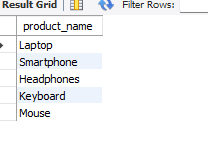 Result Grid Filter Rows:
product_name
Laptop
Smartphone
Headphones
Keyboard
Mouse